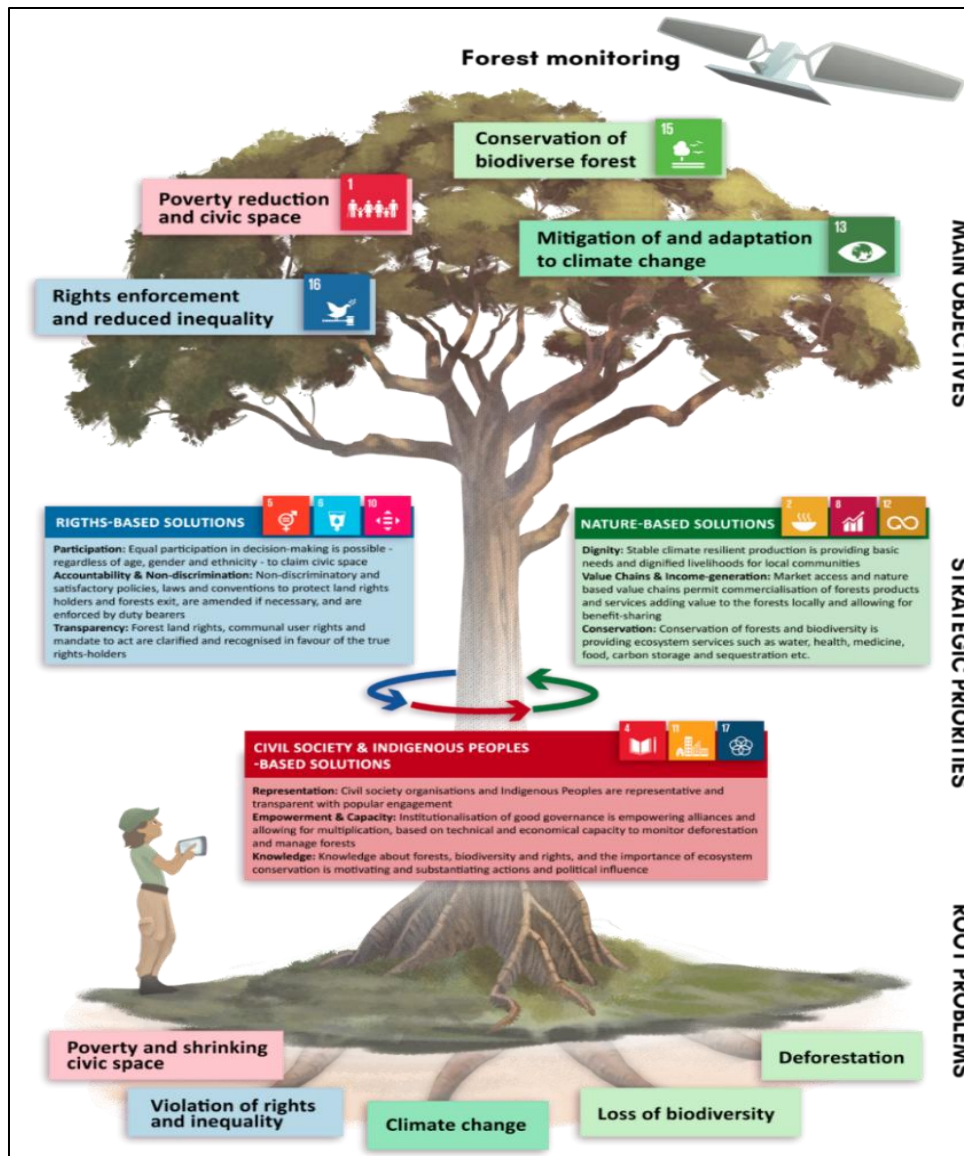 Forest monitoring
15
Conservation of
biodiverse forest
1
Poverty reduction
and civic space
13
Mitigation of and adaptation
to climate change
16
Rights enforcement
and reduced inequality
MAIN OBJECTIVES
5 6 10
RIGTHS-BASED SOLUTIONS
Participation: Equal participation in decision-making is possible -
regardless of age, gender and ethnicity - to claim civic space
Accountability & Non-discrimination: Non-discriminatory and
satisfactory policies, laws and conventions to protect land rights
holders and forests exit, are amended if necessary, and are
enforced by duty bearers
Transparency: Forest land rights, communal user rights and
mandate to act are clarified and recognised in favour of the true
rights-holders
2 8 12
NATURE-BASED SOLUTIONS
Dignity: Stable climate resilient production is providing basic
needs and dignified livelihoods for local communities
Value Chains & Income-generation: Market access and nature
based value chains permit commercialisation of forests products
and services adding value to the forests locally and allowing for
benefit-sharing
Conservation: Conservation of forests and biodiversity is
providing ecosystem services such as water, health, medicine,
food, carbon storage and sequestration etc.
STRATEGIC PRIORITIES
4 11 17
CIVIL SOCIETY & INDIGENOUS PEOPLES
-BASED SOLUTIONS
Representation: Civil society organisations and Indigenous Peoples are representative and
transparent with popular engagement
Empowerment & Capacity: Institutionalisation of good governance is empowering alliances and
allowing for multiplication, based on technical and economical capacity to monitor deforestation
and manage forests
Knowledge: Knowledge about forests, biodiversity and rights, and the importance of ecosystem
conservation is motivating and substantiating actions and political influence
ROOT PROBLEMS
Poverty and shrinking
civic space
Deforestation
Violation of rights
and inequality
Climate change
Loss of biodiversity